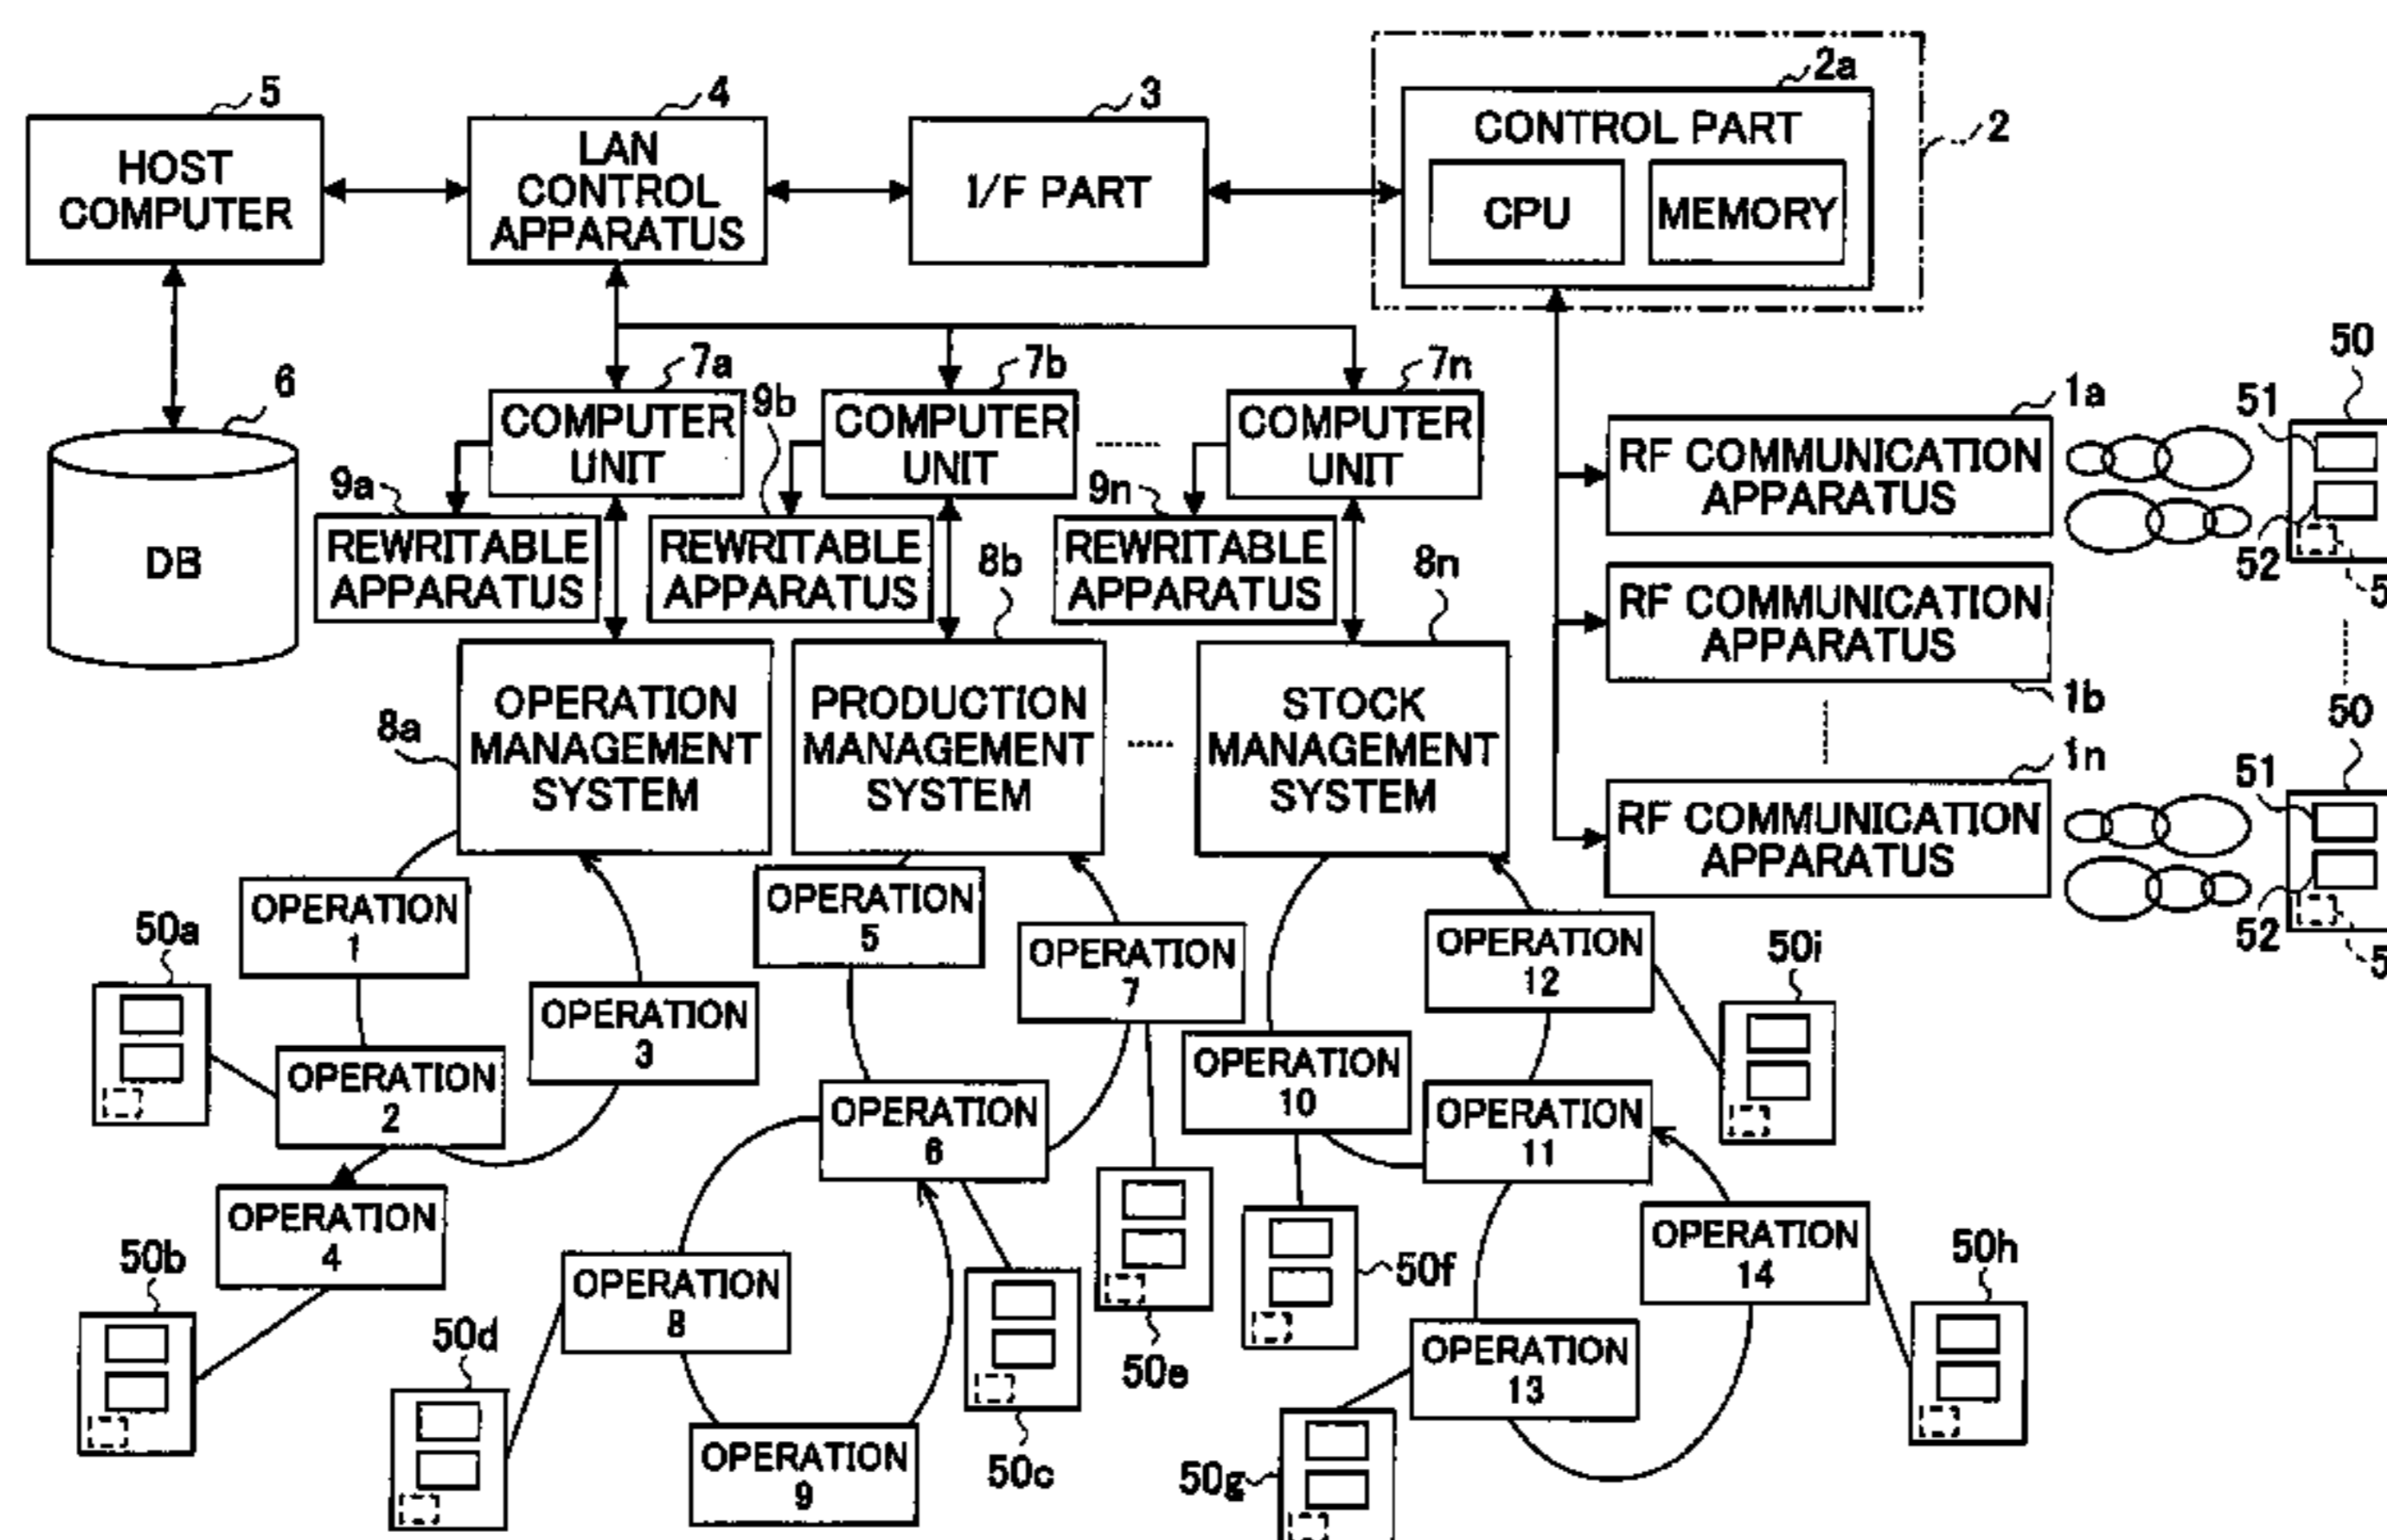 5
4
3
2a
HOST
COMPUTER
LAN
CONTROL
APPARATUS
I/F PART
CONTROL PART
CPU
MEMORY
2
6
DB
7a
7b
7n
COMPUTER
UNIT
COMPUTER
UNIT
COMPUTER
UNIT
9a
9b
9n
REWRITABLE
APPARATUS
REWRITABLE
APPARATUS
REWRITABLE
APPARATUS
1a
RF COMMUNICATION
APPARATUS
RF COMMUNICATION
APPARATUS
1b
1n
RF COMMUNICATION
APPARATUS
50
51
52
5
50
51
52
5
8a
8b
8n
OPERATION
MANAGEMENT
SYSTEM
PRODUCTION
MANAGEMENT
SYSTEM
STOCK
MANAGEMENT
SYSTEM
OPERATION
1
OPERATION
2
OPERATION
3
OPERATION
4
50a
50b
OPERATION
5
OPERATION
6
OPERATION
7
OPERATION
8
OPERATION
9
50d
50c
50e
OPERATION
10
OPERATION
11
OPERATION
12
OPERATION
13
OPERATION
14
50f
50g
50h
50i